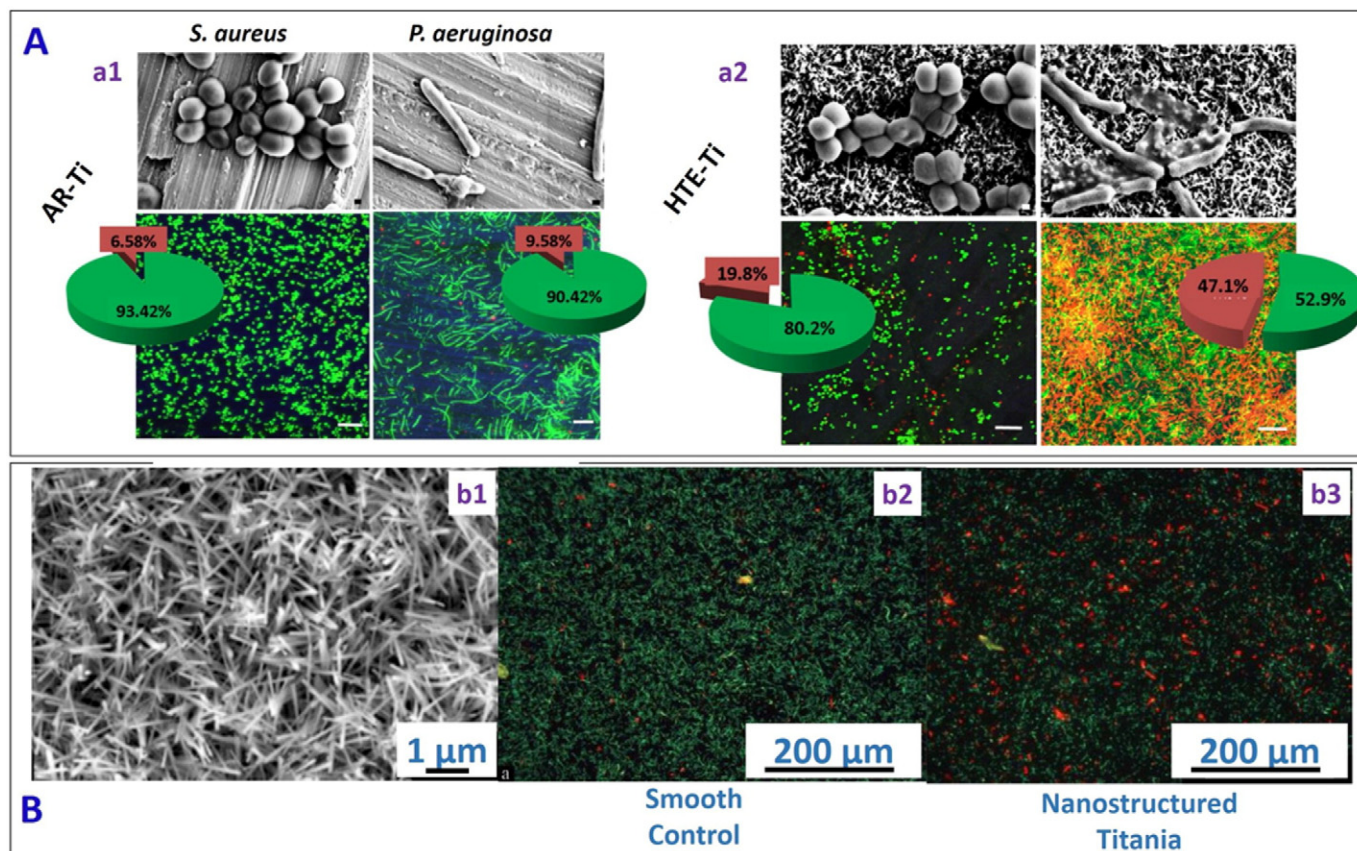 A
S. aureus
P. aeruginosa
a1
a2
AR-Ti
HTE-Ti
6.58%
93.42%
9.58%
90.42%
19.8%
80.2%
47.1%
52.9%
b1
b2
b3
1 µm
200 µm
200 µm
a
B
Smooth
Control
Nanostructured
Titania